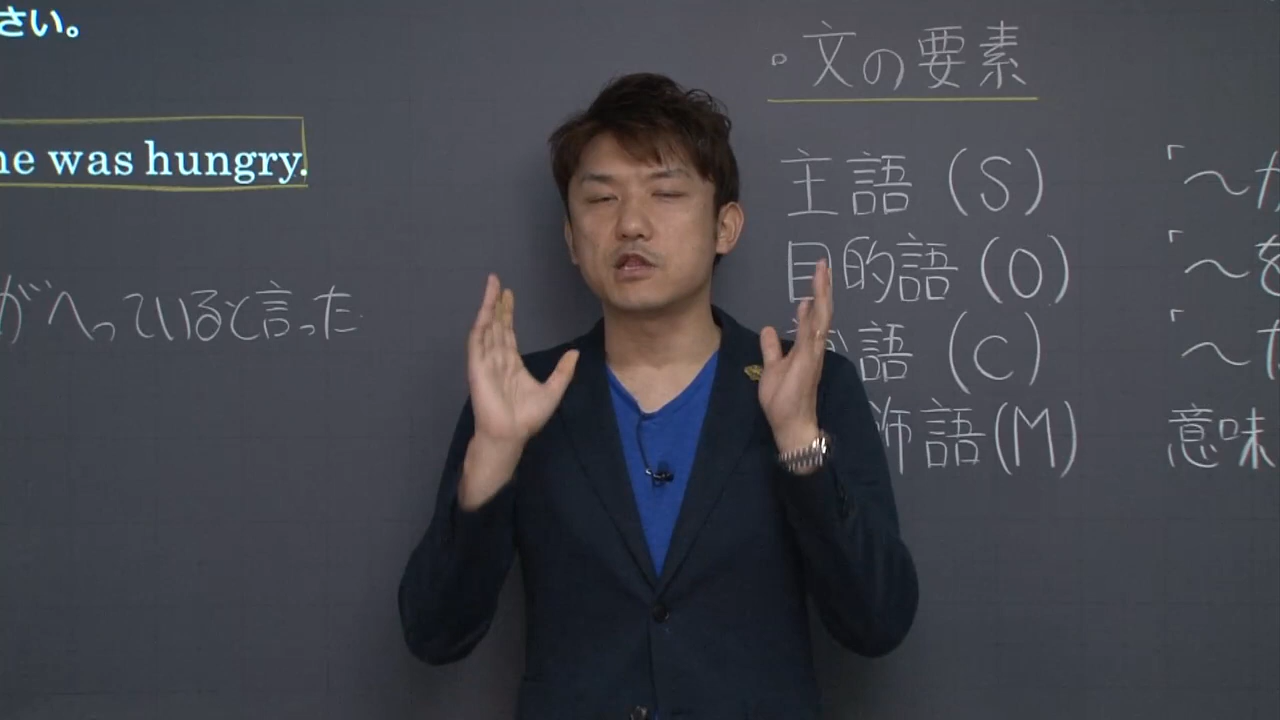 さい。
he was hungry.
がへっていると言った
・文の要素
主語 (S) 「～が
目的語 (O) 「～を
語 (C) 「～
飾語 (M) 意味